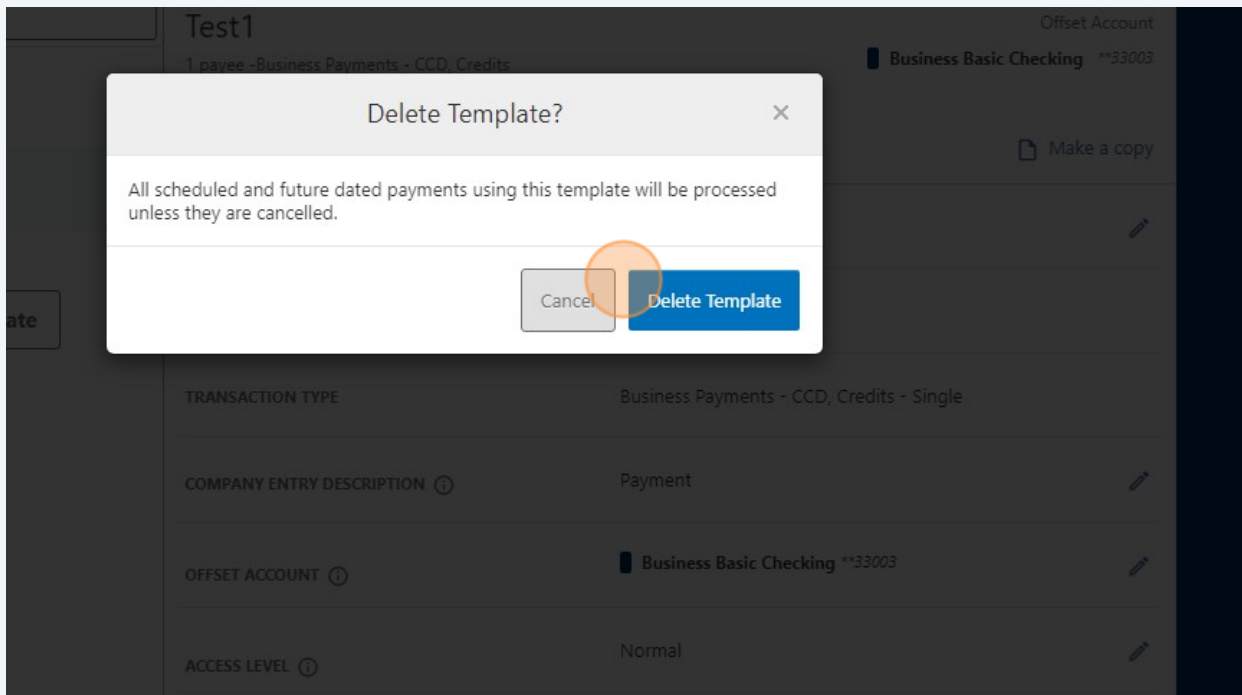 Test1
Offset Account
1 payee -Business Payments - CCD, Credits
Business Basic Checking **33003
Delete Template?
Make a copy
All scheduled and future dated payments using this template will be processed
unless they are cancelled.
Cancel
Delete Template
ate
TRANSACTION TYPE
Business Payments - CCD, Credits - Single
COMPANY ENTRY DESCRIPTION
Payment
OFFSET ACCOUNT
Business Basic Checking **33003
ACCESS LEVEL
Normal